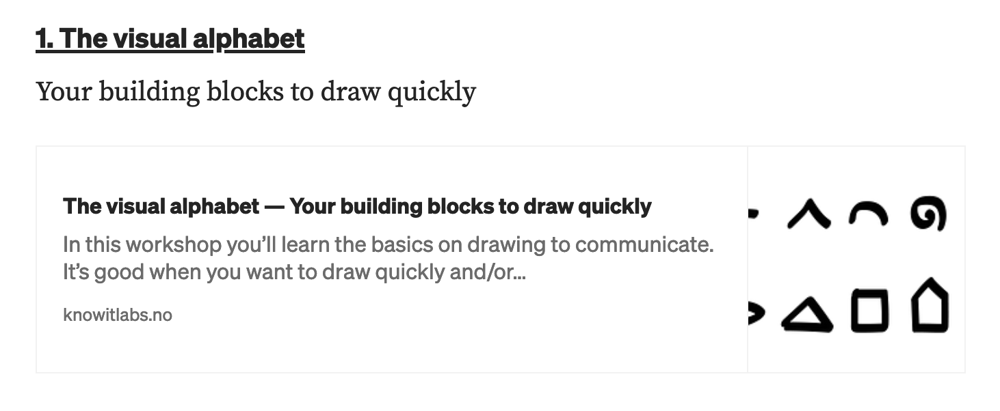 1. The visual alphabet
Your building blocks to draw quickly
The visual alphabet — Your building blocks to draw quickly
In this workshop you’ll learn the basics on drawing to communicate.
It’s good when you want to draw quickly and/or…
knowitlabs.no